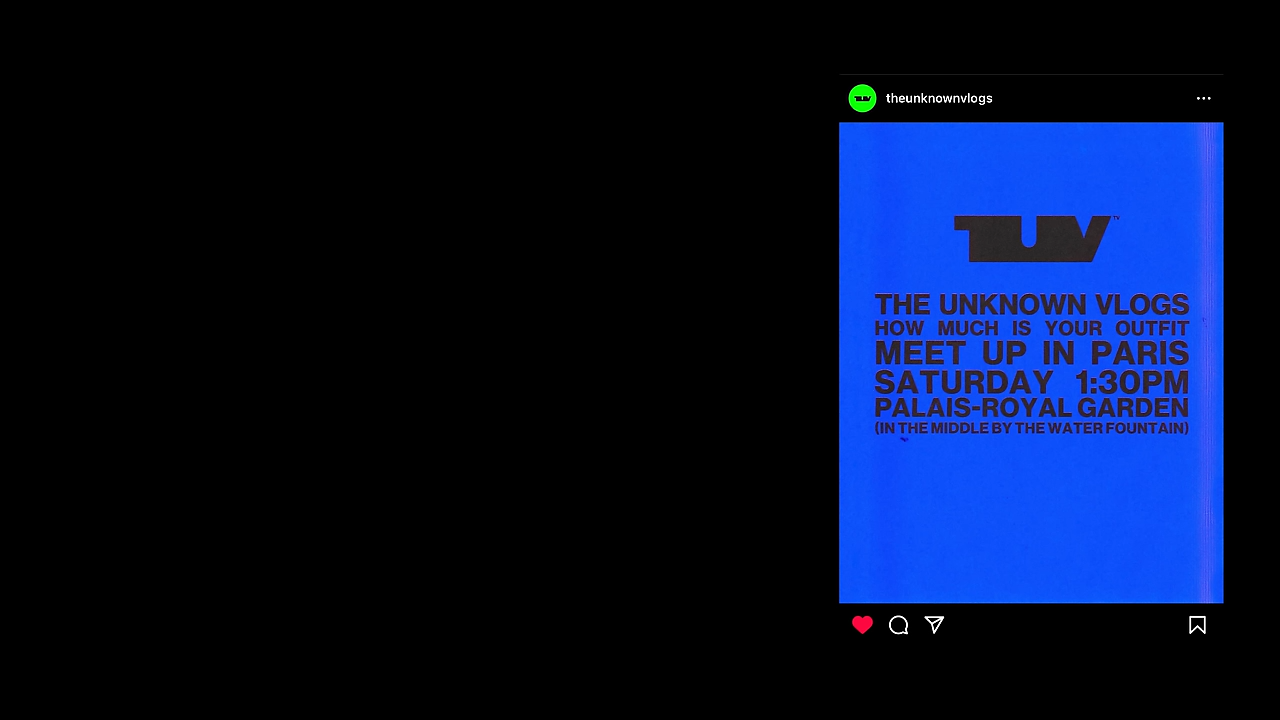 theunknownvlogs
TUV
THE UNKNOWN VLOGS
HOW MUCH IS YOUR OUTFIT
MEET UP IN PARIS
SATURDAY 1:30PM
PALAIS-ROYAL GARDEN
(IN THE MIDDLE BY THE WATER FOUNTAIN)